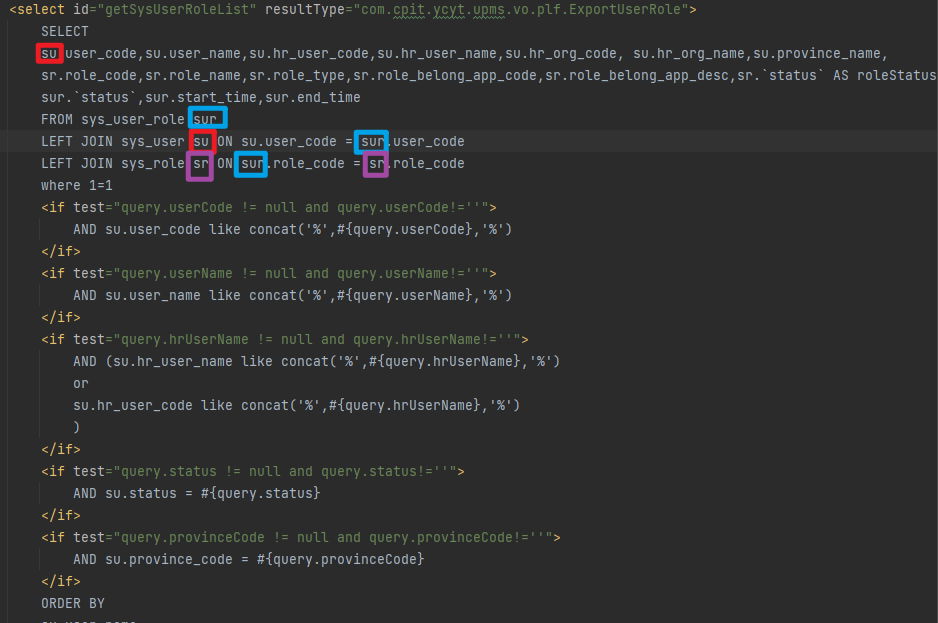 <select id="getSysUserRoleList" resultType="com.cpit.ycyt.upms.vo.plf.ExportUserRole">
SELECT
su.user_code,su.user_name,su.hr_user_code,su.hr_user_name,su.hr_org_code, su.hr_org_name,su.province_name,
sr.role_code,sr.role_name,sr.role_type,sr.role_belong_app_code,sr.role_belong_app_desc,sr.`status` AS roleStatus
sur.`status`,sur.start_time,sur.end_time
FROM sys_user_role sur
LEFT JOIN sys_user su ON su.user_code = sur.user_code
LEFT JOIN sys_role sr ON sur.role_code = sr.role_code
where 1=1
<if test="query.userCode != null and query.userCode!=''">
AND su.user_code like concat('%',#{query.userCode},'%')
</if>
<if test="query.userName != null and query.userName!=''">
AND su.user_name like concat('%',#{query.userName},'%')
</if>
<if test="query.hrUserName != null and query.hrUserName!=''">
AND (su.hr_user_name like concat('%',#{query.hrUserName},'%')
or
su.hr_user_code like concat('%',#{query.hrUserName},'%')
)
</if>
<if test="query.status != null and query.status!=''">
AND su.status = #{query.status}
</if>
<if test="query.provinceCode != null and query.provinceCode!=''">
AND su.province_code = #{query.provinceCode}
</if>
ORDER BY